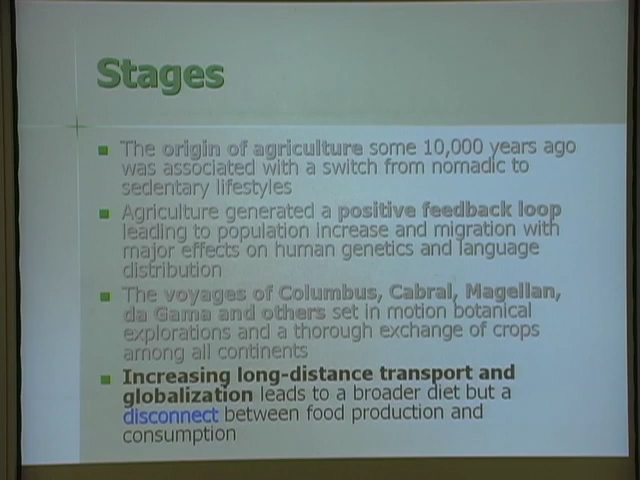 Stages
The origin of agriculture some 10,000 years ago
was associated with a switch from nomadic to
sedentary lifestyles
Agriculture generated a positive feedback loop
leading to population increase and migration with
major effects on human genetics and language
distribution
The voyages of Columbus, Cabral, Magellan,
da Gama and others set in motion botanical
explorations and a thorough exchange of crops
among all continents
Increasing long-distance transport and
globalization leads to a broader diet but a
disconnect between food production and
consumption